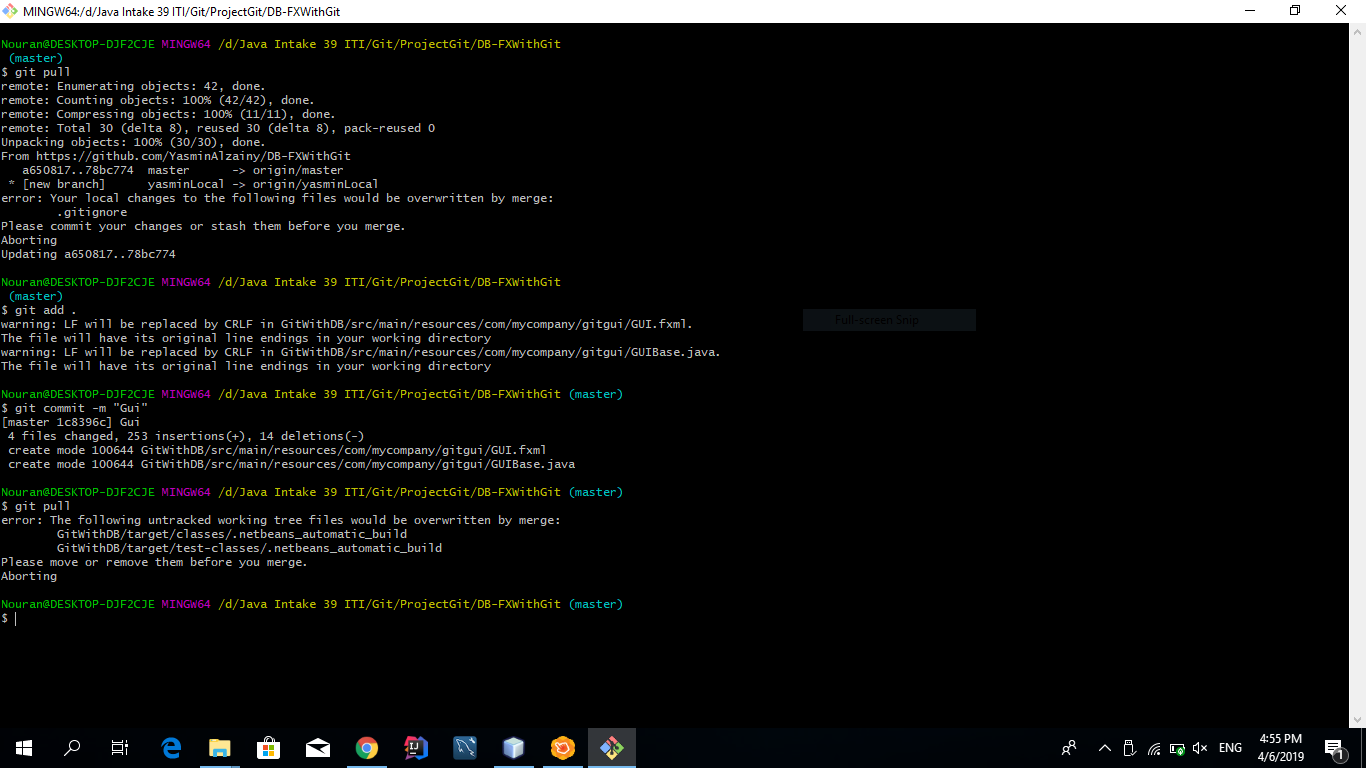 MINGW64:/d/Java Intake 39 ITI/Git/ProjectGit/DB-FXWithGit
Nouran@DESKTOP-DJF2CJE MINGW64 /d/Java Intake 39 ITI/Git/ProjectGit/DB-FXWithGit
(master)
$ git pull
remote: Enumerating objects: 42, done.
remote: Counting objects: 100% (42/42), done.
remote: Compressing objects: 100% (11/11), done.
remote: Total 30 (delta 8), reused 30 (delta 8), pack-reused 0
Unpacking objects: 100% (30/30), done.
From https://github.com/YasminAlzainy/DB-FXWithGit
a650817..78bc774  master      -> origin/master
* [new branch]      yasminLocal -> origin/yasminLocal
error: Your local changes to the following files would be overwritten by merge:
.gitignore
Please commit your changes or stash them before you merge.
Aborting
Updating a650817..78bc774
Nouran@DESKTOP-DJF2CJE MINGW64 /d/Java Intake 39 ITI/Git/ProjectGit/DB-FXWithGit
(master)
$ git add .
warning: LF will be replaced by CRLF in GitWithDB/src/main/resources/com/mycompany/gitgui/GUI.fxml.
Full-screen Snip
The file will have its original line endings in your working directory
warning: LF will be replaced by CRLF in GitWithDB/src/main/resources/com/mycompany/gitgui/GUIBase.java.
The file will have its original line endings in your working directory
Nouran@DESKTOP-DJF2CJE MINGW64 /d/Java Intake 39 ITI/Git/ProjectGit/DB-FXWithGit (master)
$ git commit -m "Gui"
[master 1c8396c] Gui
4 files changed, 253 insertions(+), 14 deletions(-)
create mode 100644 GitWithDB/src/main/resources/com/mycompany/gitgui/GUI.fxml
create mode 100644 GitWithDB/src/main/resources/com/mycompany/gitgui/GUIBase.java
Nouran@DESKTOP-DJF2CJE MINGW64 /d/Java Intake 39 ITI/Git/ProjectGit/DB-FXWithGit (master)
$ git pull
error: The following untracked working tree files would be overwritten by merge:
GitWithDB/target/classes/.netbeans_automatic_build
GitWithDB/target/test-classes/.netbeans_automatic_build
Please move or remove them before you merge.
Aborting
Nouran@DESKTOP-DJF2CJE MINGW64 /d/Java Intake 39 ITI/Git/ProjectGit/DB-FXWithGit (master)
$
IJ
ENG
4:55 PM
4/6/2019
1